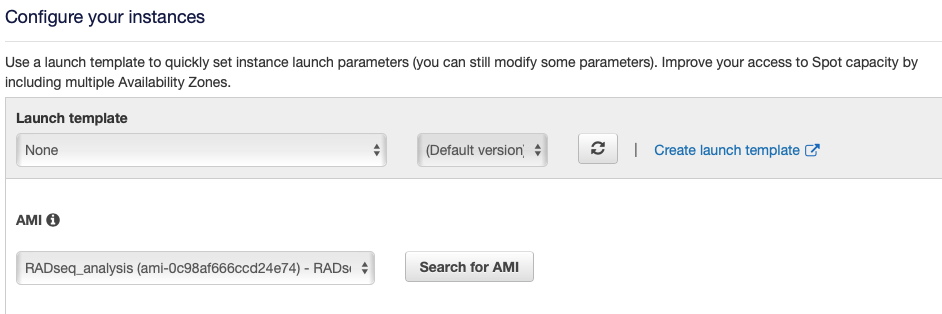 Configure your instances
Use a launch template to quickly set instance launch parameters (you can still modify some parameters). Improve your access to Spot capacity by
including multiple Availability Zones.
Launch template
None (Default version) | Create launch template
AMI
RADseq_analysis (ami-0c98af666ccd24e74) - RADs Search for AMI